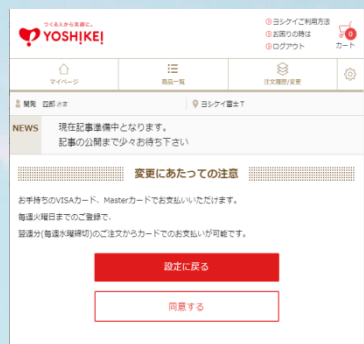 つくる人から笑顔に。
YOSHIKEI
ヨシケイご利用方法
お困りの時は
ログアウト
0
カート
マイページ
商品一覧
注文履歴/変更
開発 四郎 さま
ヨシケイ富士T
NEWS
現在記事準備中となります。
記事の公開まで少々お待ち下さい
変更にあたっての注意
お手持ちのVISAカード、Masterカードでお支払いいただけます。
毎週火曜日までのご登録で、
翌週分(毎週水曜締切)のご注文からカードでのお支払いが可能です。
設定に戻る
同意する